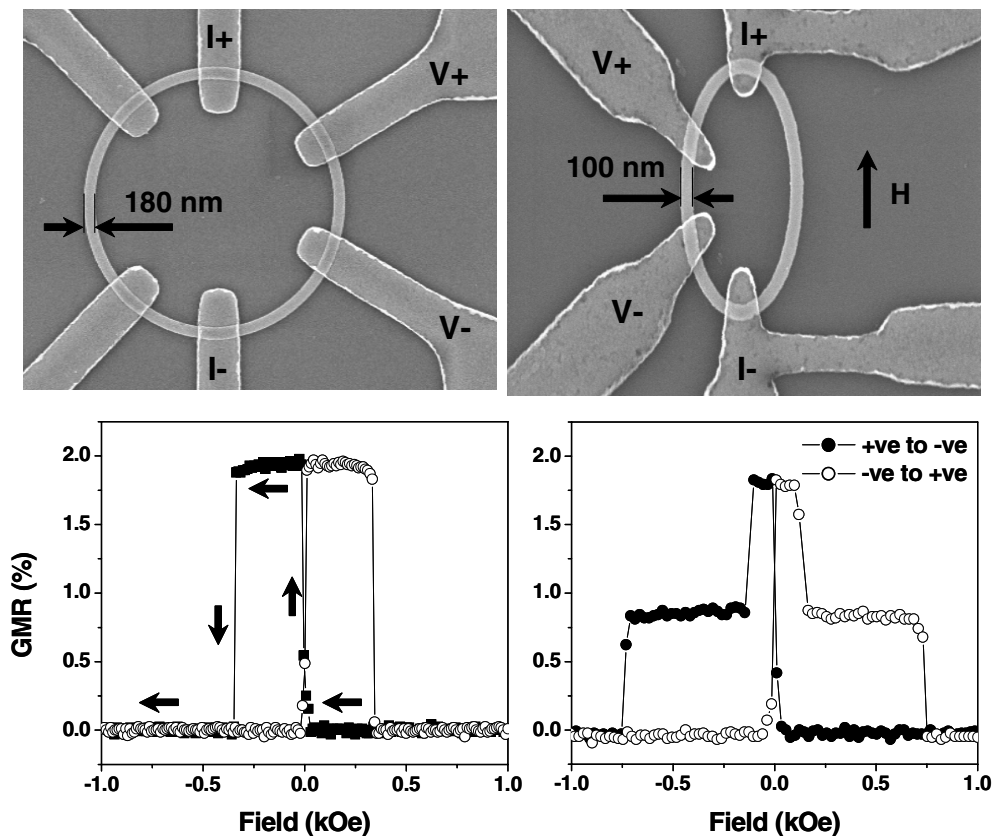 I+
V+
180 nm
V-
I-
I+
V+
100 nm
H
V-
I-
GMR (%)
2.0
1.5
1.0
0.5
0.0
-1.0 -0.5 0.0 0.5 1.0
Field (kOe)
+ve to -ve
-ve to +ve
2.0
1.5
1.0
0.5
0.0
-1.0 -0.5 0.0 0.5 1.0
Field (kOe)